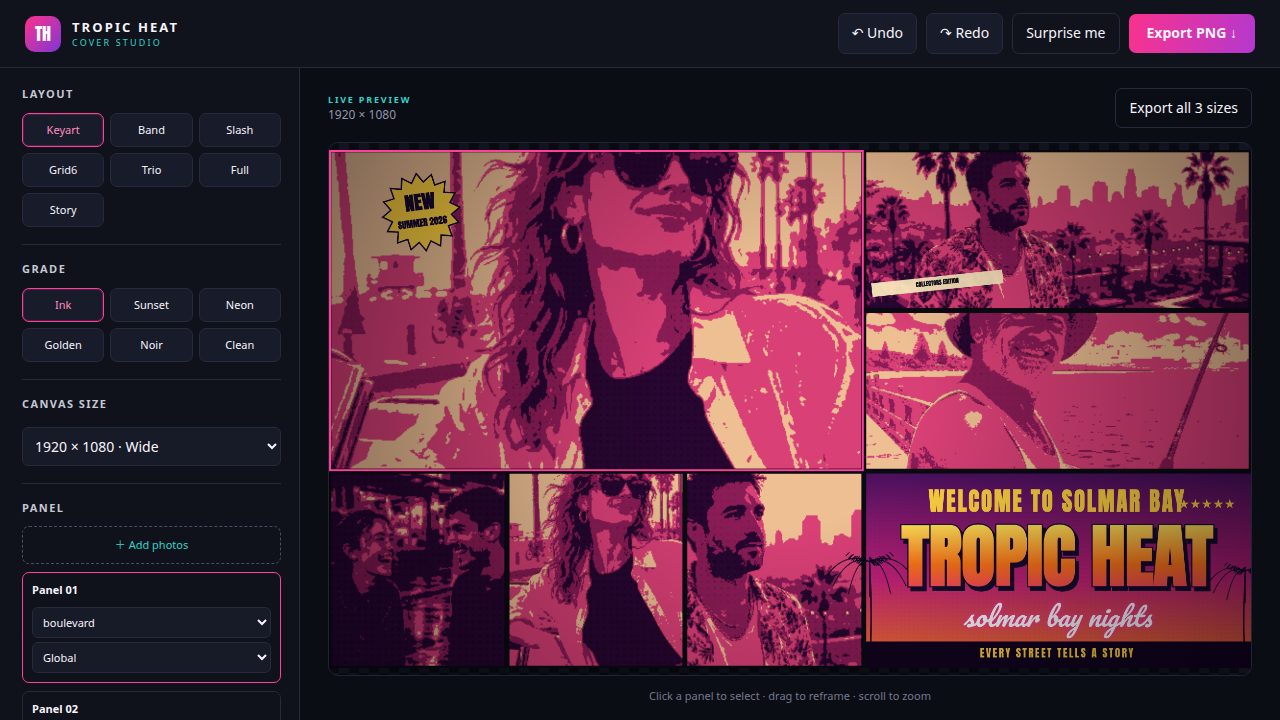 TH
TROPIC HEAT
COVER STUDIO
↶ Undo
↷ Redo
Surprise me
Export PNG ↓
LAYOUT
Keyart
Band
Slash
Grid6
Trio
Full
Story
GRADE
Ink
Sunset
Neon
Golden
Noir
Clean
CANVAS SIZE
1920 × 1080 · Wide
PANEL
+ Add photos
Panel 01
boulevard
Global
Panel 02
LIVE PREVIEW
1920 × 1080
Export all 3 sizes
NEW
SUMMER 2026
COLLECTORS EDITION
WELCOME TO SOLMAR BAY
★★★★★
TROPIC HEAT
solmar bay nights
EVERY STREET TELLS A STORY
Click a panel to select · drag to reframe · scroll to zoom